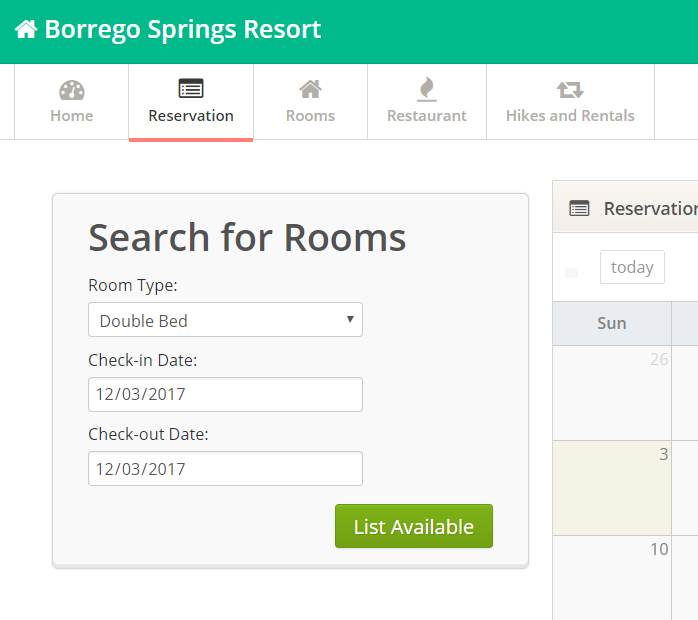 Borrego Springs Resort
Home
Reservation
Rooms
Restaurant
Hikes and Rentals
Search for Rooms
Room Type:
Double Bed
Check-in Date:
12/03/2017
Check-out Date:
12/03/2017
List Available
Reservation
today
Sun
26
3
10